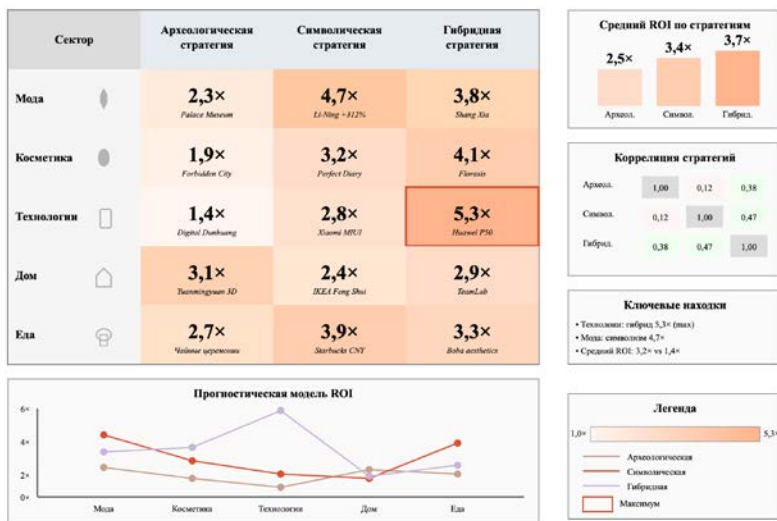 Сектор
Археологическая
стратегия
Символическая
стратегия
Гибридная
стратегия
Мода
2,3×
Palace Museum
4,7×
Li-Ning +312%
3,8×
Shang Xia
Косметика
1,9×
Forbidden City
3,2×
Perfect Diary
4,1×
Florasis
Технологии
1,4×
Digital Dunhuang
2,8×
Xiaomi MIUI
5,3×
Huawei P50
Дом
3,1×
Yuanmingyuan 3D
2,4×
IKEA Feng Shui
2,9×
TeamLab
Еда
2,7×
Чайные церемонии
3,9×
Starbucks CNY
3,3×
Boba aesthetics
Средний ROI по стратегиям
2,5×
3,4×
3,7×
Археол.
Символ.
Гибрид.
Корреляция стратегий
Археол. 1,00 0,12 0,38
Символ. 0,12 1,00 0,47
Гибрид. 0,38 0,47 1,00
Ключевые находки
• Технологии: гибрид 5,3× (max)
• Мода: символизм 4,7×
• Средний ROI: 3,2× vs 1,4×
Прогностическая модель ROI
6×
4×
2×
0×
Мода Косметика Технологии Дом Еда
Легенда
1,0× 5,3×
Археологическая
Символическая
Гибридная
Максимум